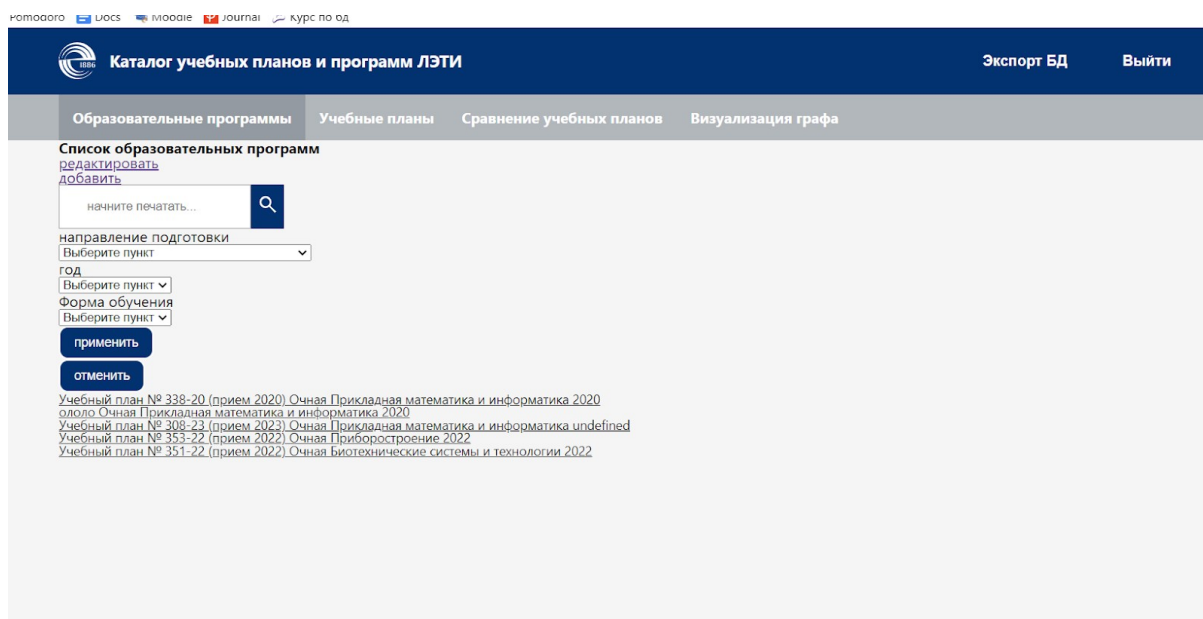 Pomodoro Docs Moodle Journal Курс по бд
1886 Каталог учебных планов и программ ЛЭТИ Экспорт БД Выйти
Образовательные программы Учебные планы Сравнение учебных планов Визуализация графа
Список образовательных программ
редактировать
добавить
начните печатать...
направление подготовки
Выберите пункт
год
Выберите пункт
Форма обучения
Выберите пункт
применить
отменить
Учебный план № 338-20 (прием 2020) Очная Прикладная математика и информатика 2020
ололо Очная Прикладная математика и информатика 2020
Учебный план № 308-23 (прием 2023) Очная Прикладная математика и информатика undefined
Учебный план № 353-22 (прием 2022) Очная Приборостроение 2022
Учебный план № 351-22 (прием 2022) Очная Биотехнические системы и технологии 2022